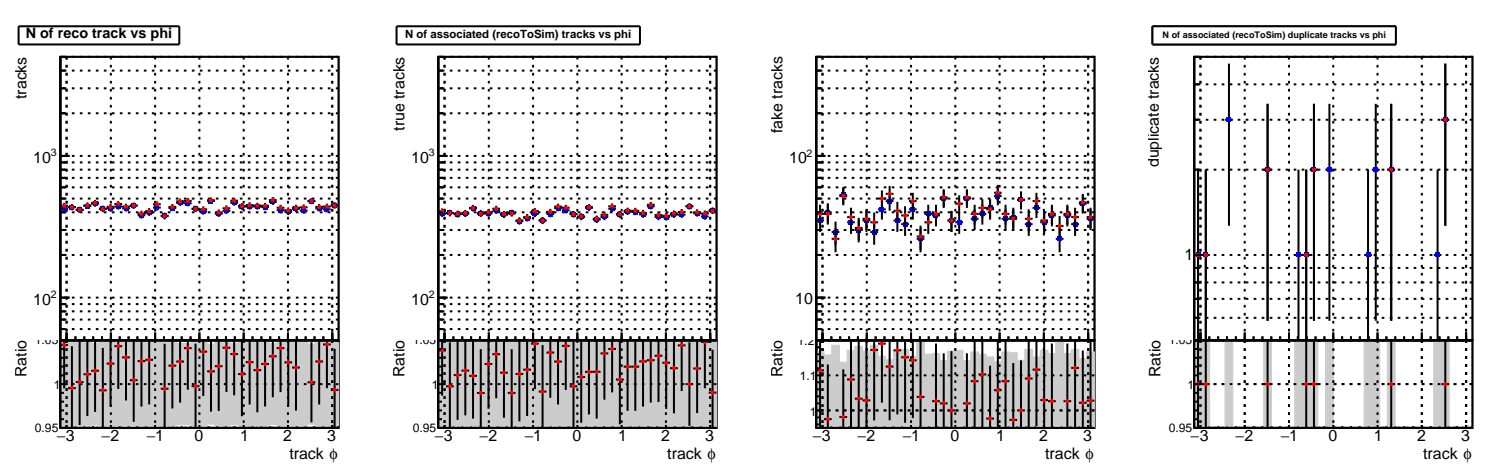 N of reco track vs phi
tracks
10³
10²
Ratio
1
0.95
−3 −2 −1 0 1 2 3
track φ
N of associated (recoToSim) tracks vs phi
true tracks
10³
10²
Ratio
1
0.95
−3 −2 −1 0 1 2 3
track φ
fake tracks
10²
10
Ratio
1.2
1.1
1
−3 −2 −1 0 1 2 3
track φ
N of associated (recoToSim) duplicate tracks vs phi
duplicate tracks
1
Ratio
1
0.95
−3 −2 −1 0 1 2 3
track φ